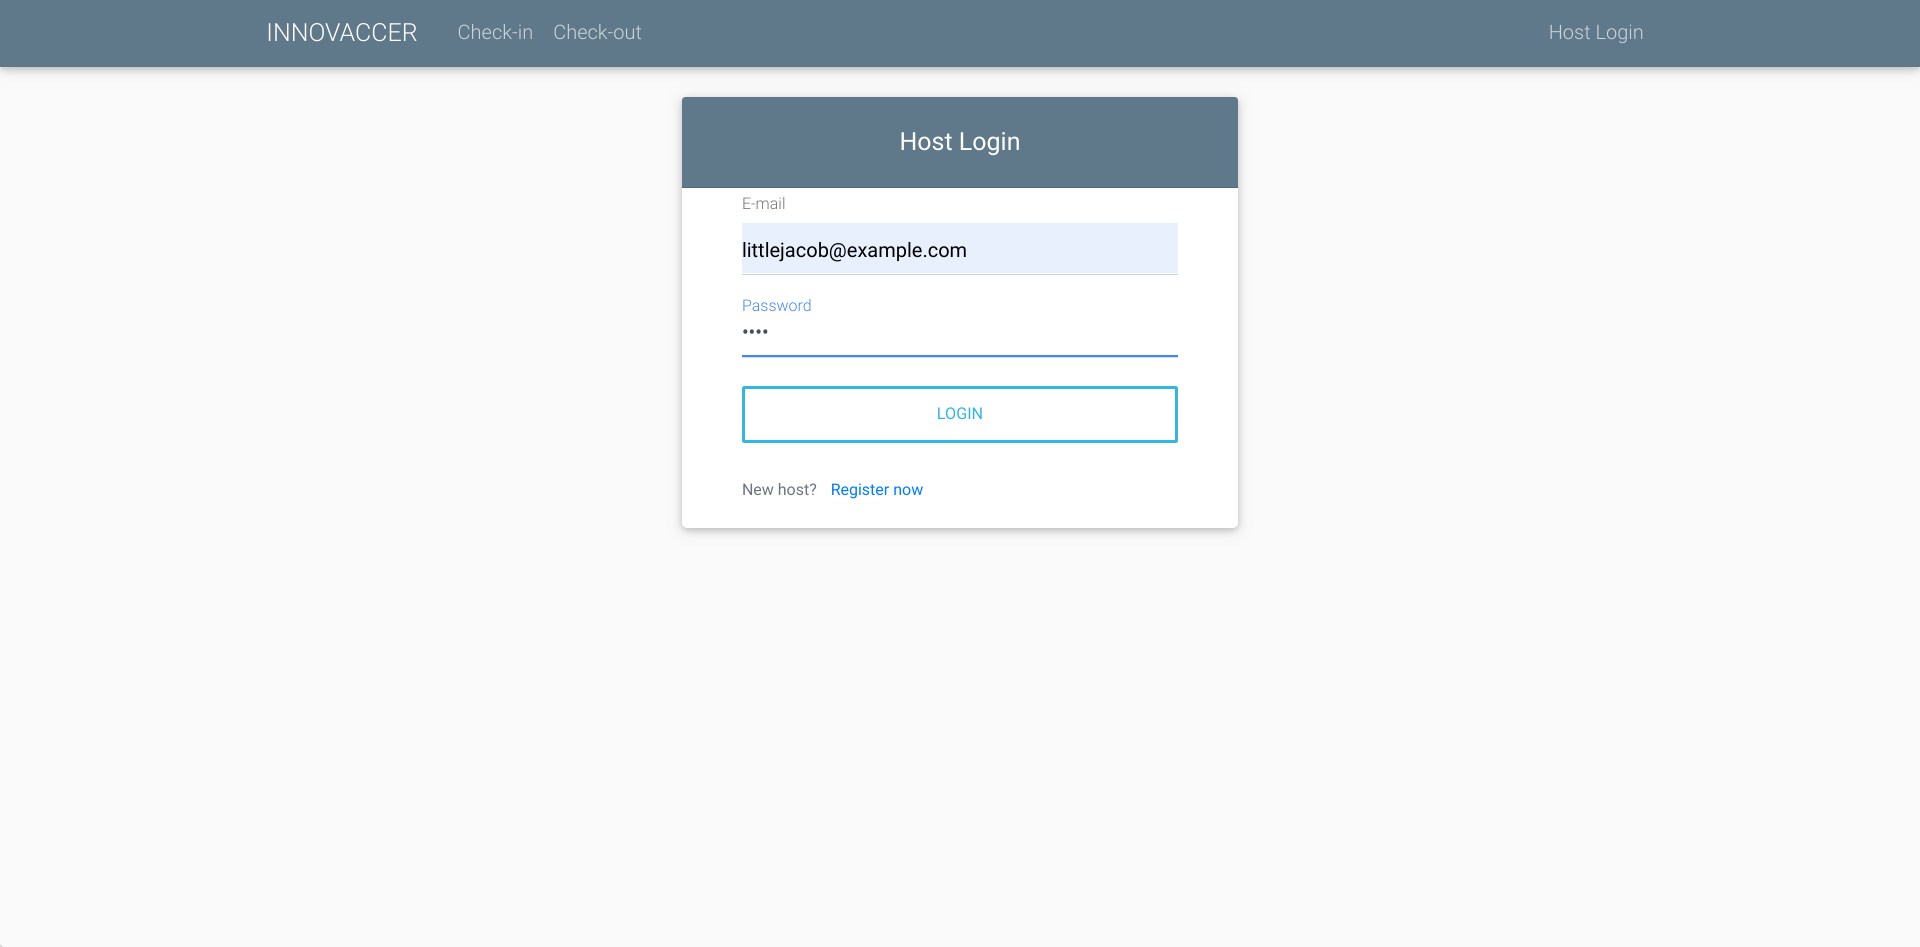 INNOVACCER Check-in Check-out Host Login
Host Login
E-mail
littlejacob@example.com
Password
••••
LOGIN
New host? Register now